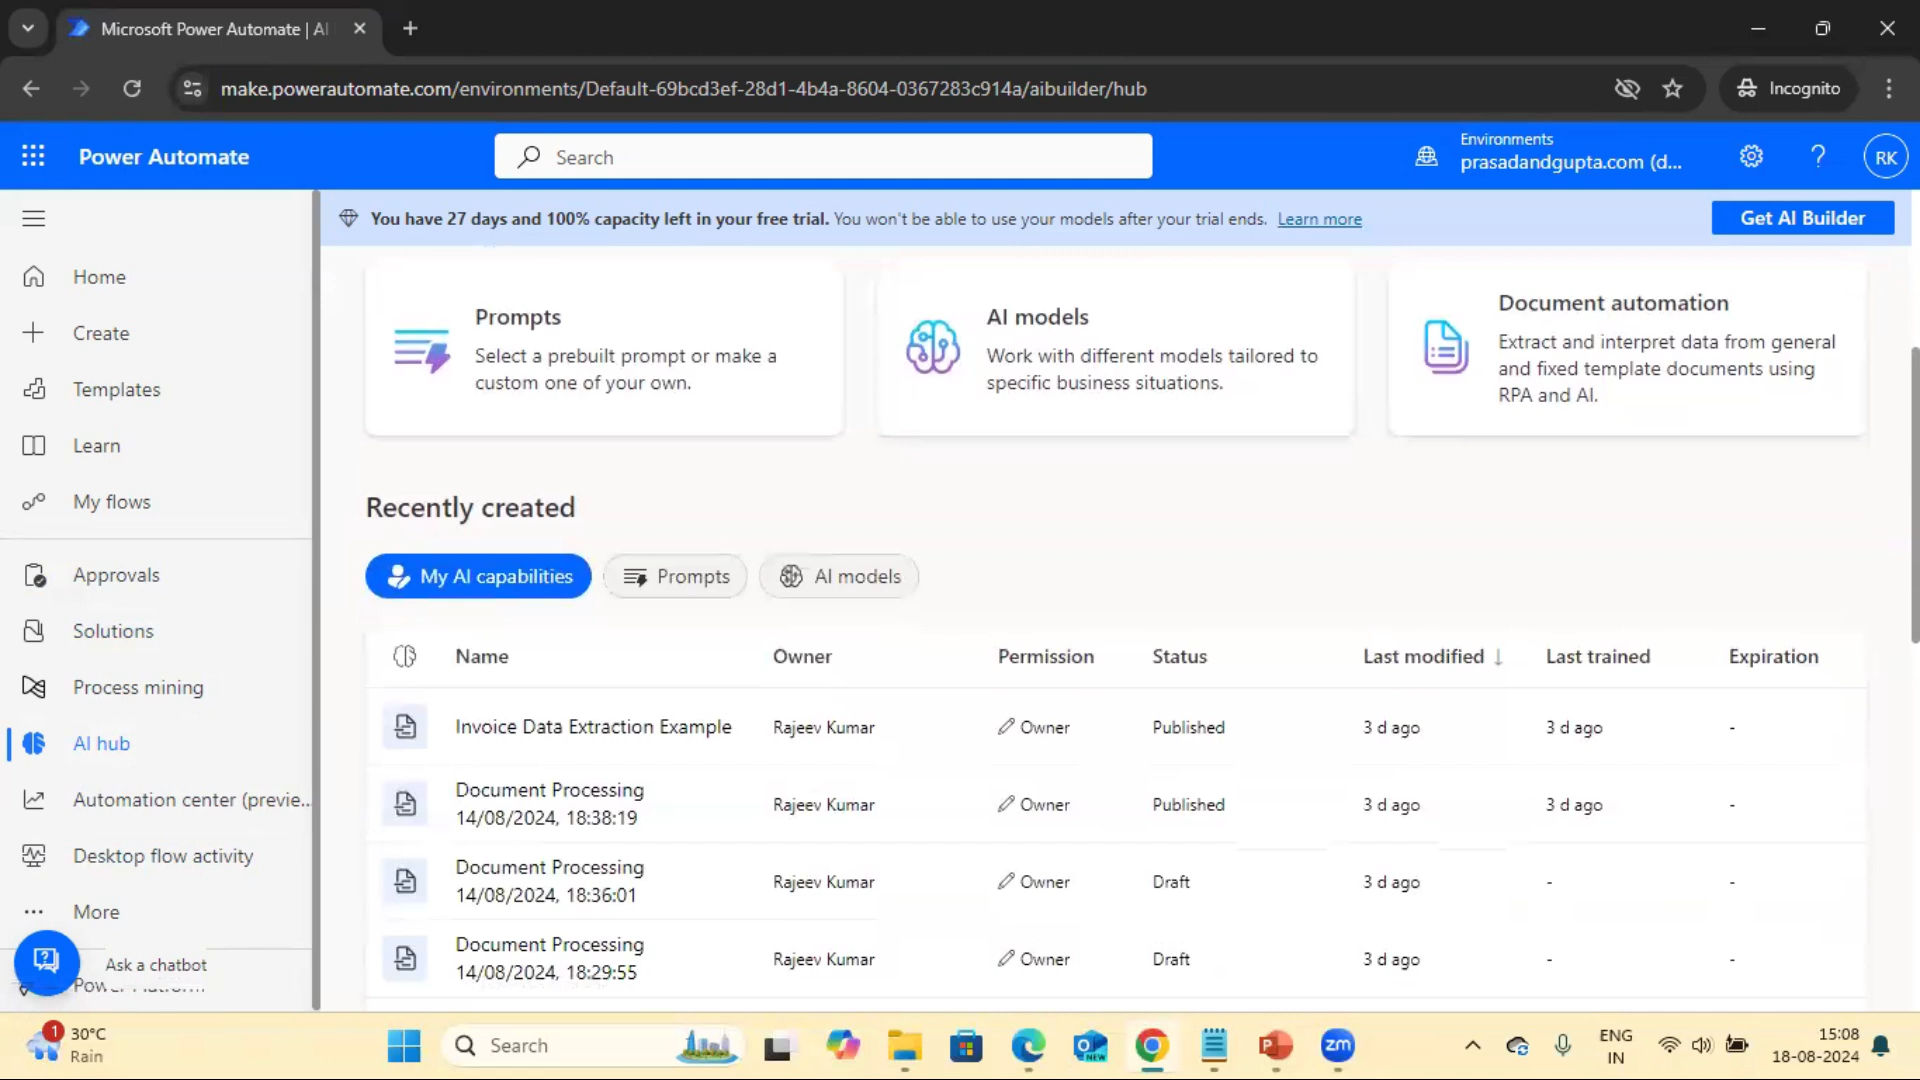 Microsoft Power Automate | AI
make.powerautomate.com/environments/Default-69bcd3ef-28d1-4b4a-8604-0367283c914a/aibuilder/hub
Incognito
Power Automate
Search
Environments
prasadandgupta.com (d...
RK
You have 27 days and 100% capacity left in your free trial. You won't be able to use your models after your trial ends. Learn more
Get AI Builder
Home
Create
Templates
Learn
My flows
Approvals
Solutions
Process mining
AI hub
Automation center (previe...
Desktop flow activity
More
Ask a chatbot
Prompts
Select a prebuilt prompt or make a
custom one of your own.
AI models
Work with different models tailored to
specific business situations.
Document automation
Extract and interpret data from general
and fixed template documents using
RPA and AI.
Recently created
My AI capabilities
Prompts
AI models
Name Owner Permission Status Last modified ↓ Last trained Expiration
Invoice Data Extraction Example Rajeev Kumar Owner Published 3 d ago 3 d ago -
Document Processing
14/08/2024, 18:38:19 Rajeev Kumar Owner Published 3 d ago 3 d ago -
Document Processing
14/08/2024, 18:36:01 Rajeev Kumar Owner Draft 3 d ago - -
Document Processing
14/08/2024, 18:29:55 Rajeev Kumar Owner Draft 3 d ago - -
1
30°C
Rain
Search
NEW
zm
ENG
IN
15:08
18-08-2024